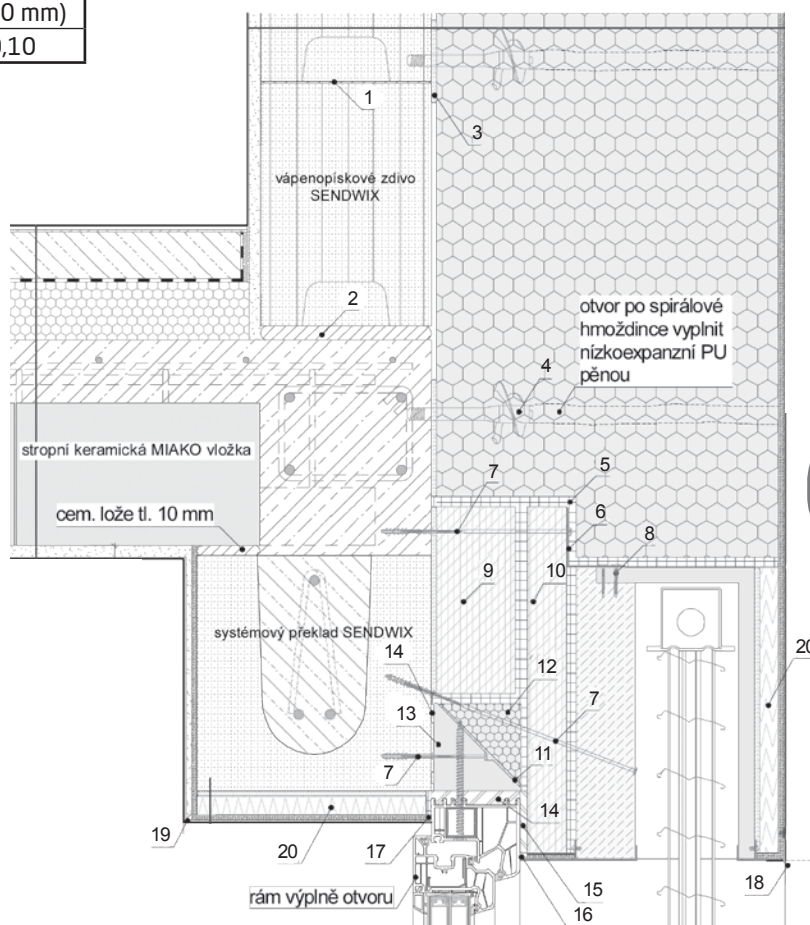 0 mm)
,10
1
3
vápenopískové zdivo
SENDWIX
2
otvor po spirálové
hmoždince vyplnit
nízkoexpanzní PU
pěnou
4
stropní keramická MIAKO vložka
7
5
6
cem. lože tl. 10 mm
8
9
10
systémový překlad SENDWIX
14
12
20
13
7
11
7
14
19
20
17
15
18
rám výplně otvoru
16